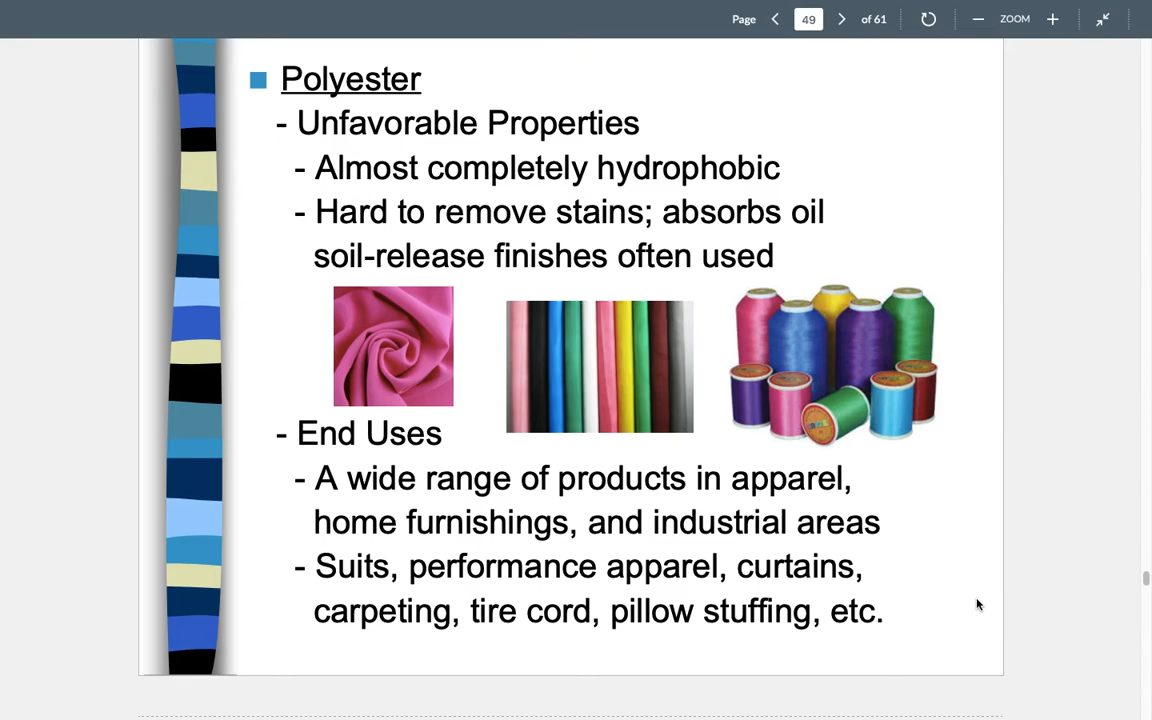 Page 49 of 61 ZOOM
Polyester
- Unfavorable Properties
- Almost completely hydrophobic
- Hard to remove stains; absorbs oil
soil-release finishes often used
- End Uses
- A wide range of products in apparel,
home furnishings, and industrial areas
- Suits, performance apparel, curtains,
carpeting, tire cord, pillow stuffing, etc.